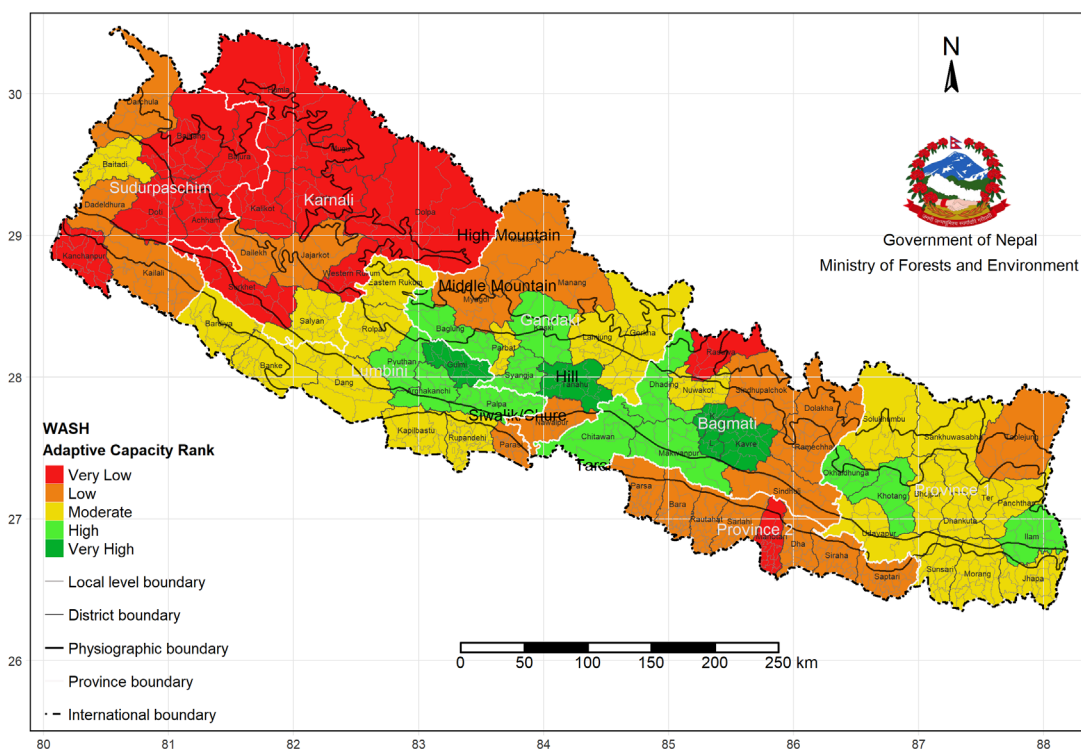 N
Government of Nepal
Ministry of Forests and Environment
30
29
28
27
26
80
81
82
83
84
85
86
87
88
Darchula
Baitadi
Bajhang
Bajura
Humla
Mugu
Sudurpaschim
Dadeldhura
Doti
Achham
Kalikot
Karnali
Dolpa
Kanchanpur
Kailali
Dailekh
Jajarkot
Western Rukum
Surkhet
Salyan
Eastern Rukum
High Mountain
Middle Mountain
Myagdi
Manang
Bardiya
Banke
Dang
Rolpa
Baglung
Gandaki
Kaski
Lamjung
Gorkha
Parbat
Pyuthan
Gulmi
Syangja
Lumbini
Arghakanchi
Palpa
Hill
Tanahu
Siwalik/Chure
Nawalpur
Kapilbastu
Rupandehi
Parasi
Rasuwa
Dhading
Nuwakot
Sindhupalchok
Dolakha
Bagmati
Kavre
Chitawan
Makwanpur
Ramechhap
Sindhuli
Tarai
Parsa
Bara
Rautahat
Sarlahi
Province 2
Dha
Siraha
Saptari
Solukhumbu
Sankhuwasabha
Taplejung
Okhaldhunga
Khotang
Bhojpur
Province 1
Ter
Panchthar
Dhankuta
Udayapur
Ilam
Sunsari
Morang
Jhapa
WASH
Adaptive Capacity Rank
Very Low
Low
Moderate
High
Very High
Local level boundary
District boundary
Physiographic boundary
Province boundary
International boundary
0 50 100 150 200 250 km